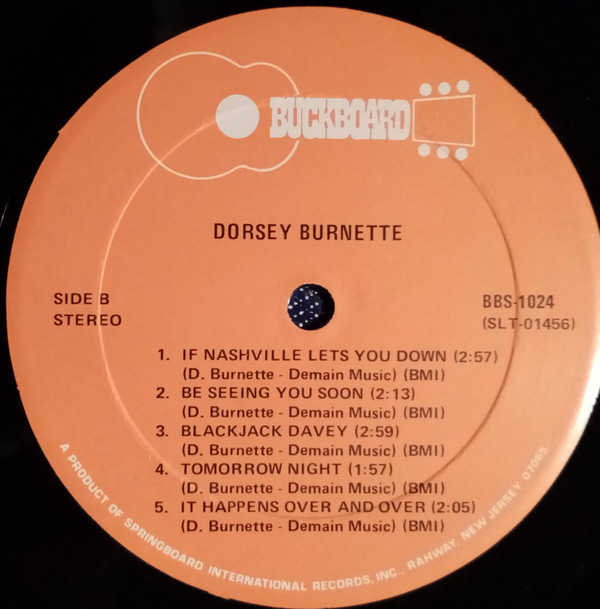 BUCKBOARD
DORSEY BURNETTE
SIDE B
STEREO
BBS-1024
(SLT-01456)
1. IF NASHVILLE LETS YOU DOWN (2:57)
(D. Burnette - Demain Music) (BMI)
2. BE SEEING YOU SOON (2:13)
(D. Burnette - Demain Music) (BMI)
3. BLACKJACK DAVEY (2:59)
(D. Burnette - Demain Music) (BMI)
4. TOMORROW NIGHT (1:57)
(D. Burnette - Demain Music) (BMI)
5. IT HAPPENS OVER AND OVER (2:05)
(D. Burnette - Demain Music) (BMI)
A PRODUCT OF SPRINGBOARD INTERNATIONAL RECORDS, INC., RAHWAY, NEW JERSEY 07065